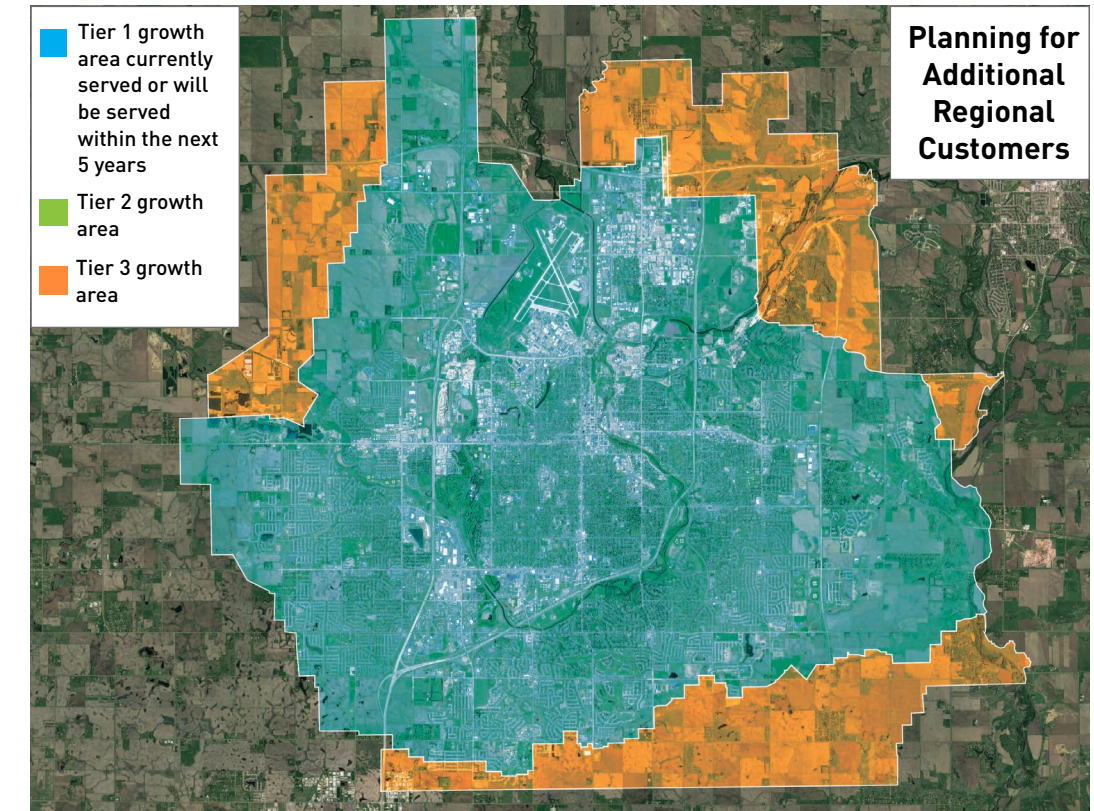 Tier 1 growth
area currently
served or will
be served
within the next
5 years
Tier 2 growth
area
Tier 3 growth
area
Planning for
Additional
Regional
Customers